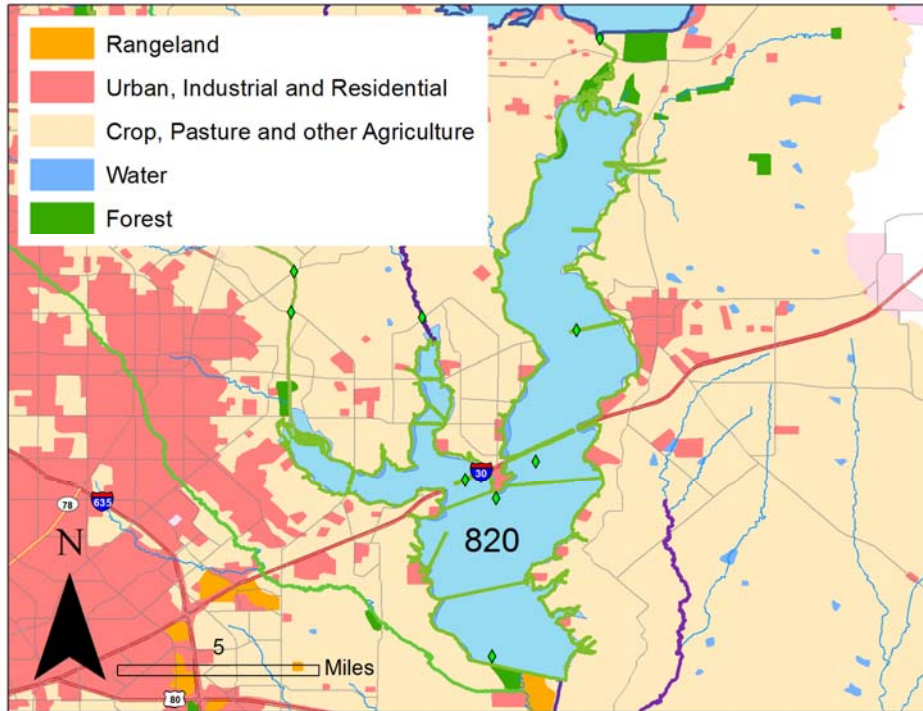 Rangeland
Urban, Industrial and Residential
Crop, Pasture and other Agriculture
Water
Forest
30
78
635
820
N
5
Miles
80